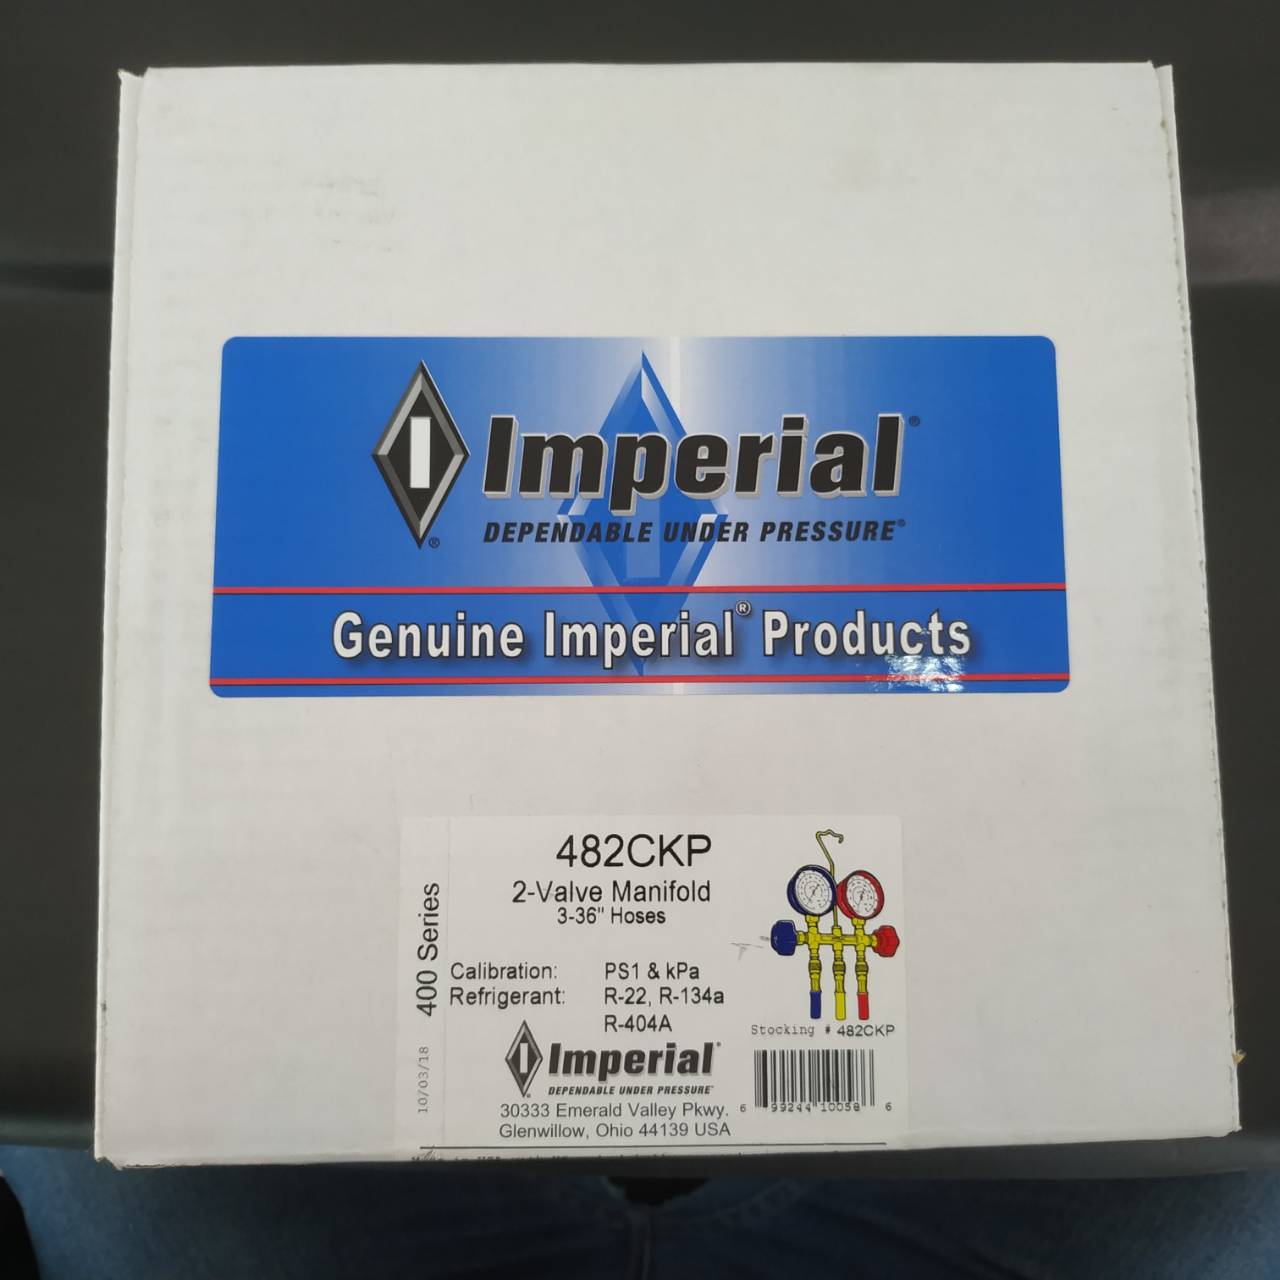 Imperial®
DEPENDABLE UNDER PRESSURE®
Genuine Imperial® Products
482CKP
2-Valve Manifold
3-36" Hoses
400 Series
Calibration: PS1 & kPa
Refrigerant: R-22, R-134a
R-404A
Stocking # 482CKP
10/03/18
Imperial®
DEPENDABLE UNDER PRESSURE™
30333 Emerald Valley Pkwy.
Glenwillow, Ohio 44139 USA
6 99244 10058 6